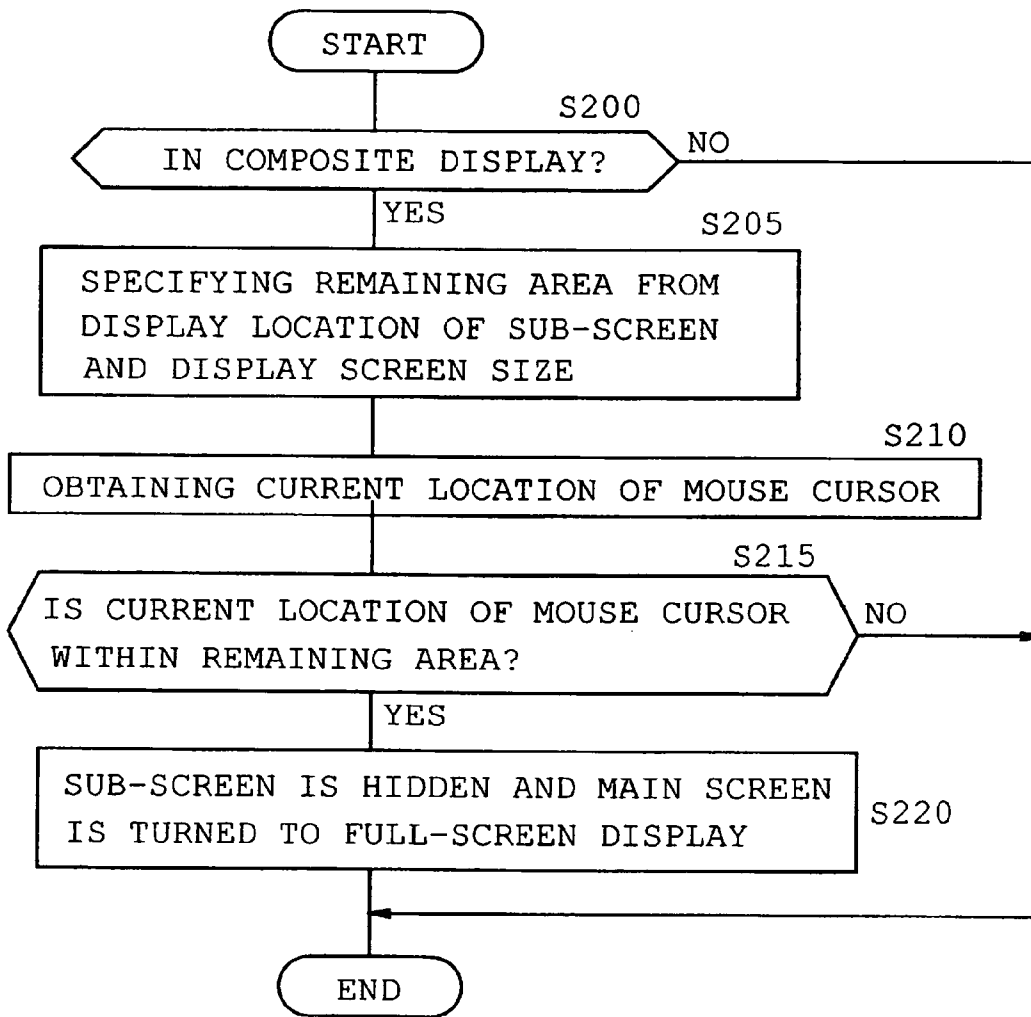 START
S200
IN COMPOSITE DISPLAY?
NO
YES
S205
SPECIFYING REMAINING AREA FROM
DISPLAY LOCATION OF SUB-SCREEN
AND DISPLAY SCREEN SIZE
S210
OBTAINING CURRENT LOCATION OF MOUSE CURSOR
S215
IS CURRENT LOCATION OF MOUSE CURSOR
WITHIN REMAINING AREA?
NO
YES
SUB-SCREEN IS HIDDEN AND MAIN SCREEN
IS TURNED TO FULL-SCREEN DISPLAY
S220
END